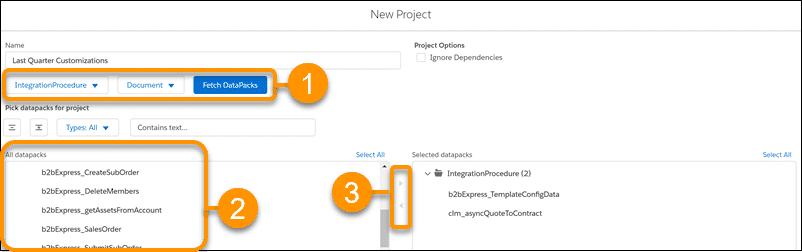 New Project
Name
Project Options
Last Quarter Customizations
Ignore Dependencies
IntegrationProcedure
Document
Fetch DataPacks
1
Pick datapacks for project
Types: All
Contains text...
All datapacks
Select All
Selected datapacks
Select All
b2bExpress_CreateSubOrder
b2bExpress_DeleteMembers
b2bExpress_getAssetsFromAccount
b2bExpress_SalesOrder
b2bExpress_SubmitSubOrder
2
3
IntegrationProcedure (2)
b2bExpress_TemplateConfigData
clm_asyncQuoteToContract